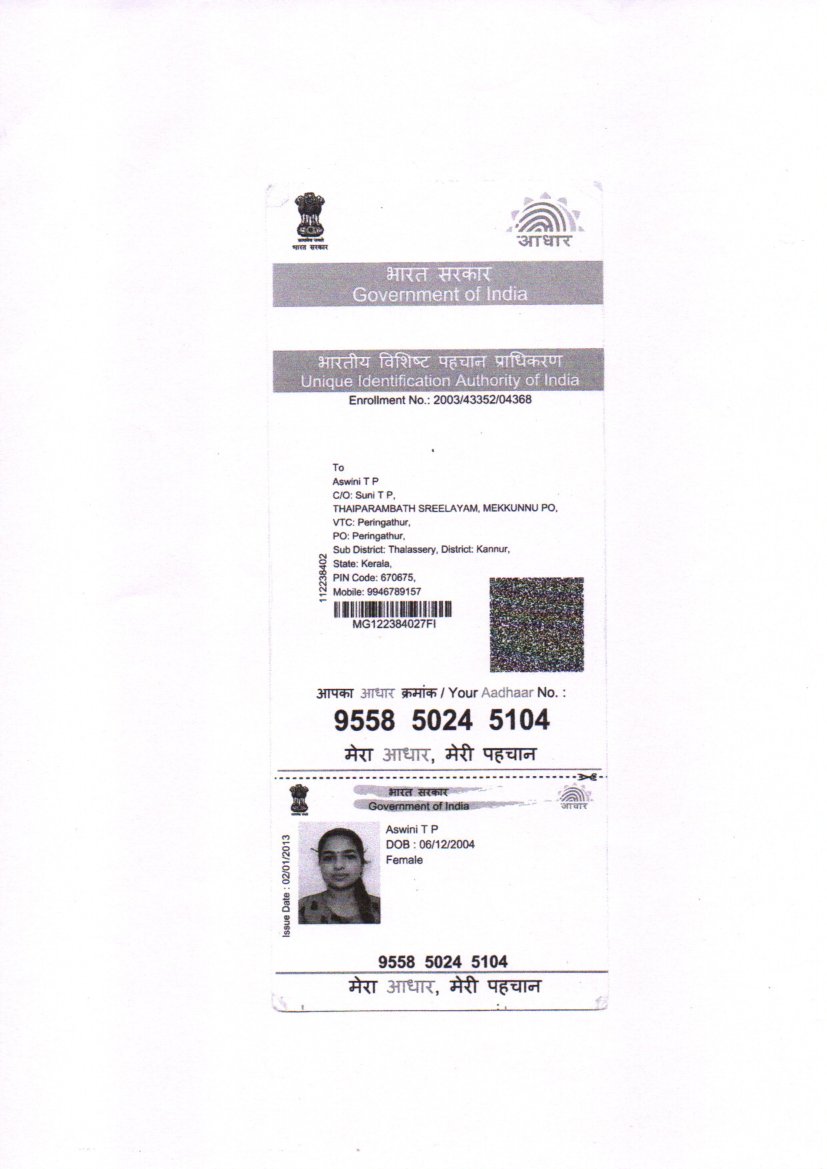 सत्यमेव जयते
भारत सरकार
आधार
भारत सरकार
Government of India
भारतीय विशिष्ट पहचान प्राधिकरण
Unique Identification Authority of India
Enrollment No.: 2003/43352/04368
To
Aswini T P
C/O: Suni T P,
THAIPARAMBATH SREELAYAM, MEKKUNNU PO,
VTC: Peringathur,
PO: Peringathur,
Sub District: Thalassery, District: Kannur,
State: Kerala,
PIN Code: 670675,
Mobile: 9946789157
112238402
MG122384027FI
आपका आधार क्रमांक / Your Aadhaar No. :
9558 5024 5104
मेरा आधार, मेरी पहचान
भारत सरकार
Government of India
आधार
Issue Date : 02/01/2013
Aswini T P
DOB : 06/12/2004
Female
9558 5024 5104
मेरा आधार, मेरी पहचान